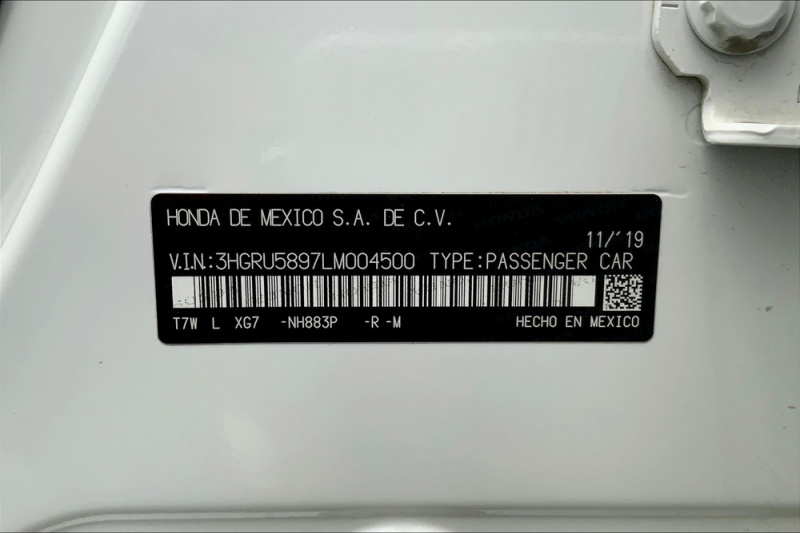 HONDA DE MEXICO S.A. DE C.V.
11/'19
V.I.N.:3HGRU5897LM004500 TYPE:PASSENGER CAR
T7W L XG7 -NH883P -R -M HECHO EN MEXICO